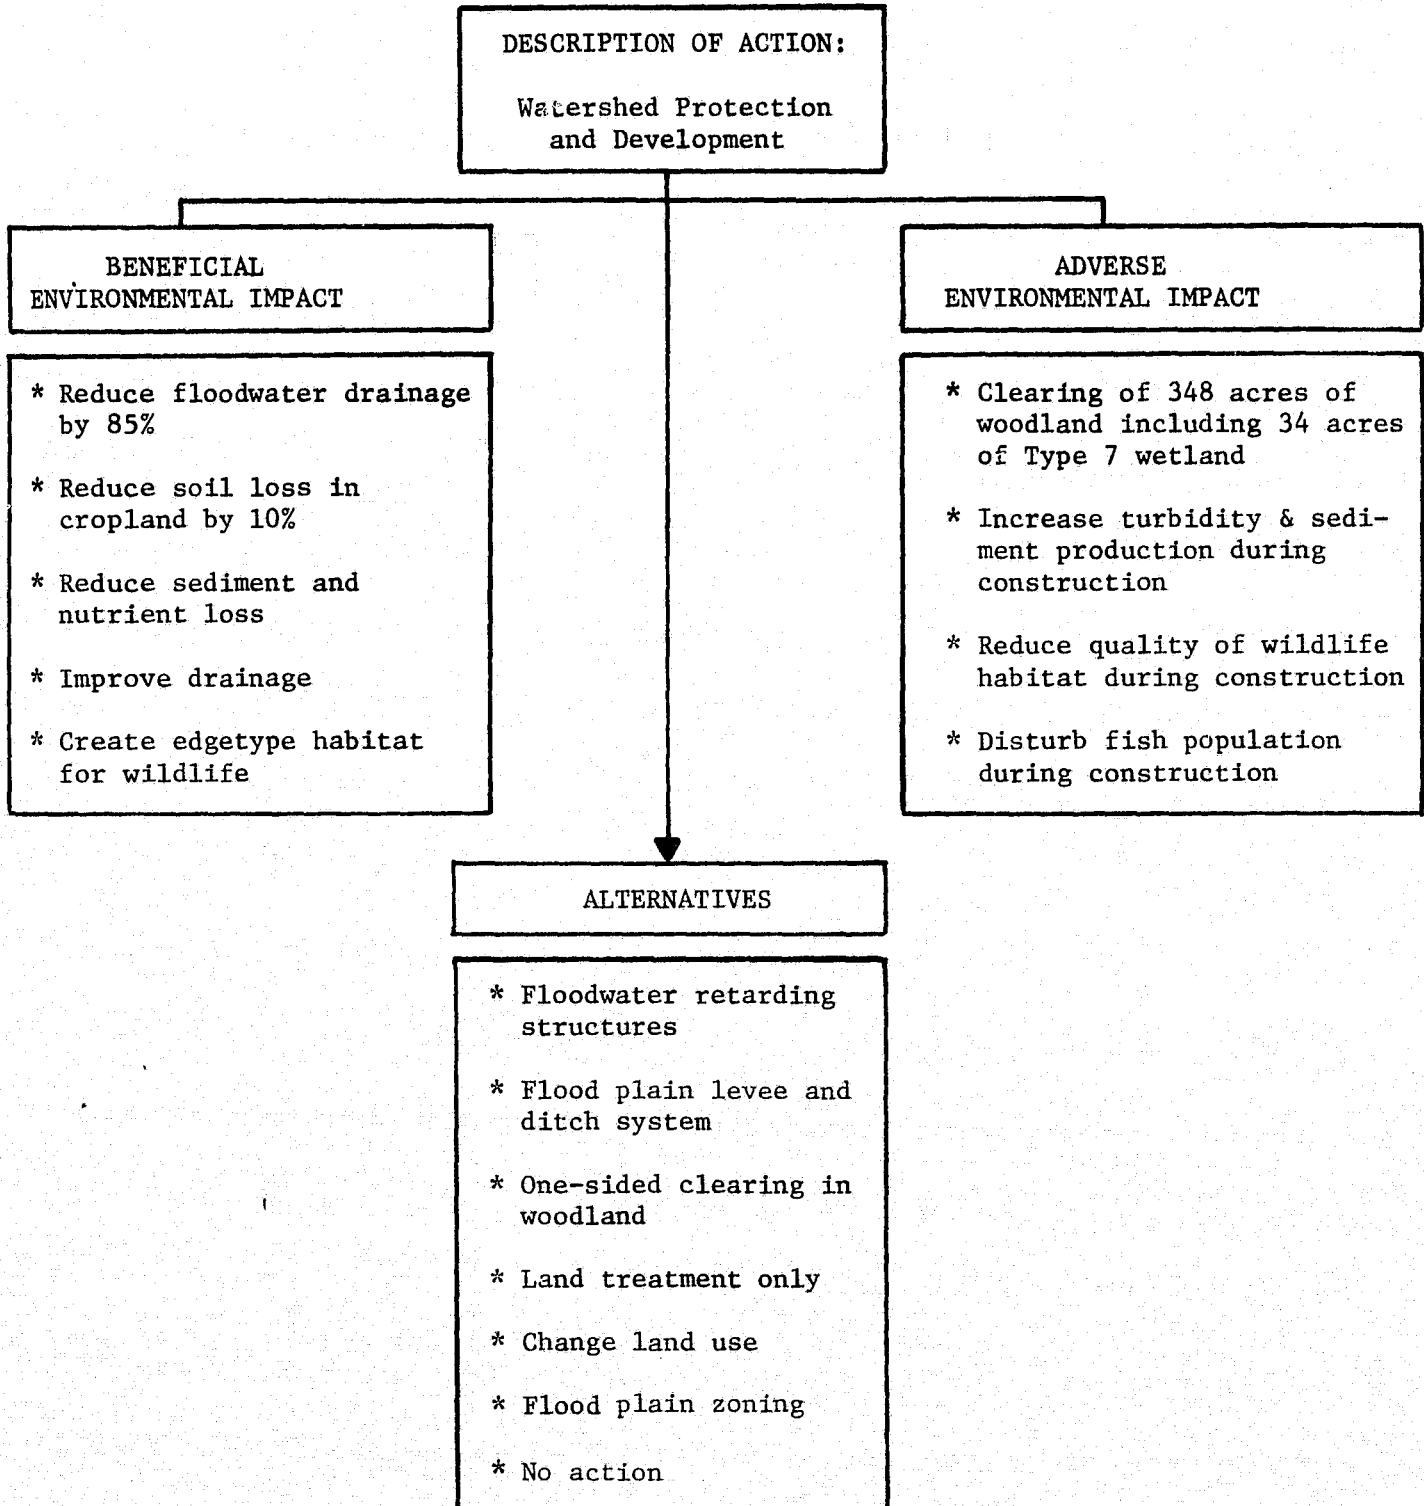 DESCRIPTION OF ACTION:
Watershed Protection
and Development
BENEFICIAL
ENVIRONMENTAL IMPACT
* Reduce floodwater drainage
by 85%
* Reduce soil loss in
cropland by 10%
* Reduce sediment and
nutrient loss
* Improve drainage
* Create edgetype habitat
for wildlife
ADVERSE
ENVIRONMENTAL IMPACT
* Clearing of 348 acres of
woodland including 34 acres
of Type 7 wetland
* Increase turbidity & sedi-
ment production during
construction
* Reduce quality of wildlife
habitat during construction
* Disturb fish population
during construction
ALTERNATIVES
* Floodwater retarding
structures
* Flood plain levee and
ditch system
* One-sided clearing in
woodland
* Land treatment only
* Change land use
* Flood plain zoning
* No action